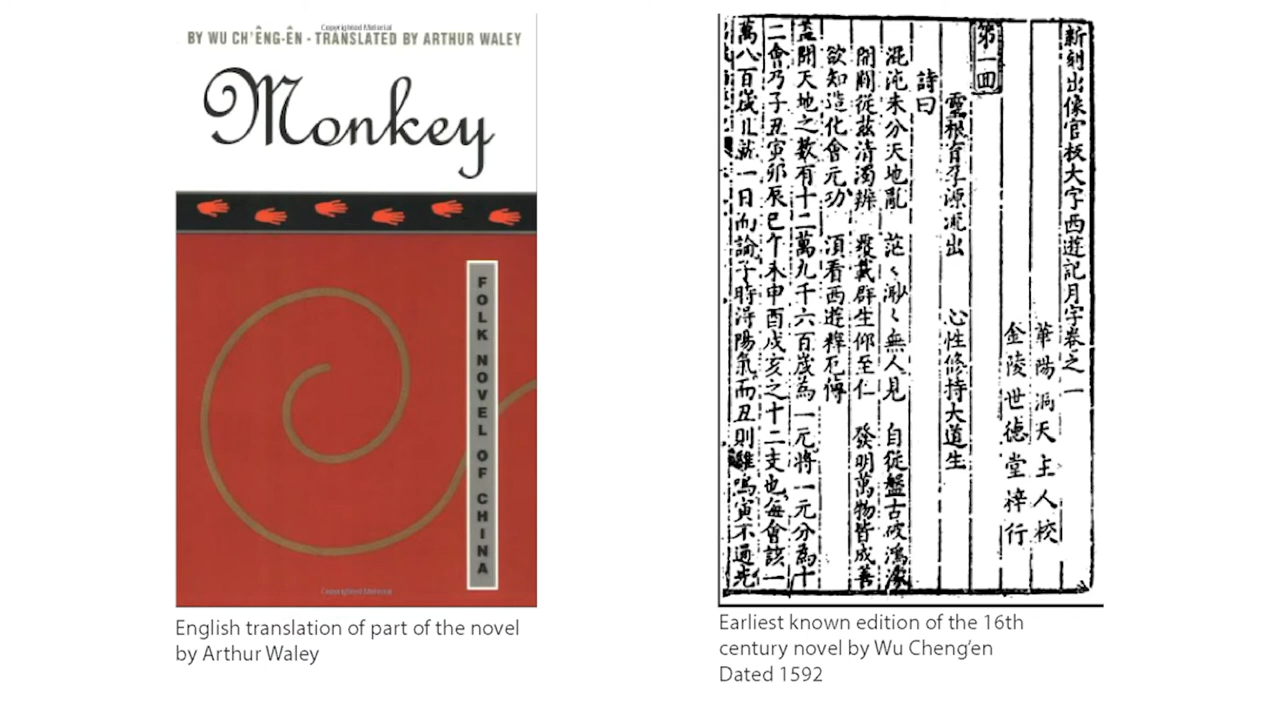 Copyrighted Material
BY WU CH'ÊNG-ÊN - TRANSLATED BY ARTHUR WALEY
Monkey
FOLK NOVEL OF CHINA
Copyrighted Material
English translation of part of the novel
by Arthur Waley
新刻出像官板大字西遊記月字卷之一
華陽洞天主人校
金陵世德堂梓行
第一回
靈根育孕源流出 心性修持大道生
詩曰
混沌未分天地亂 茫〻渺〻無人見 自從盤古破鴻濛
開闢從茲清濁辨 覆載群生仰至仁 發明萬物皆成善
欲知造化會元功 須看西遊釋厄傳
蓋聞天地之數有十二萬九千六百歲為一元將一元分為十
二會乃子丑寅卯辰巳午未申酉戌亥之十二支也每會該一
萬八百歲且就一日而論子時得陽氣而丑則雞鳴寅不通光
Earliest known edition of the 16th
century novel by Wu Cheng'en
Dated 1592